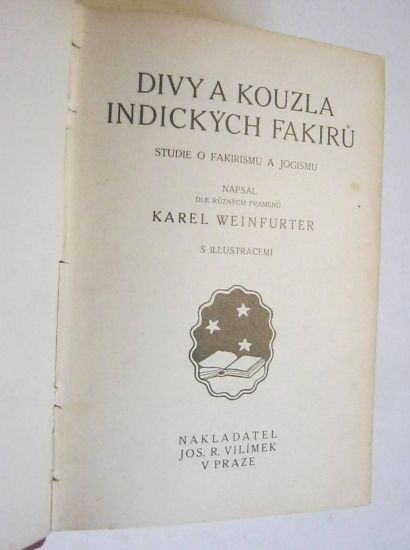 DIVY A KOUZLA
INDICKÝCH FAKIRŮ
STUDIE O FAKIRISMU A JOGISMU
NAPSAL
DLE RŮZNÝCH PRAMENŮ
KAREL WEINFURTER
S ILLUSTRACEMI
NAKLADATEL
JOS. R. VILÍMEK
V PRAZE